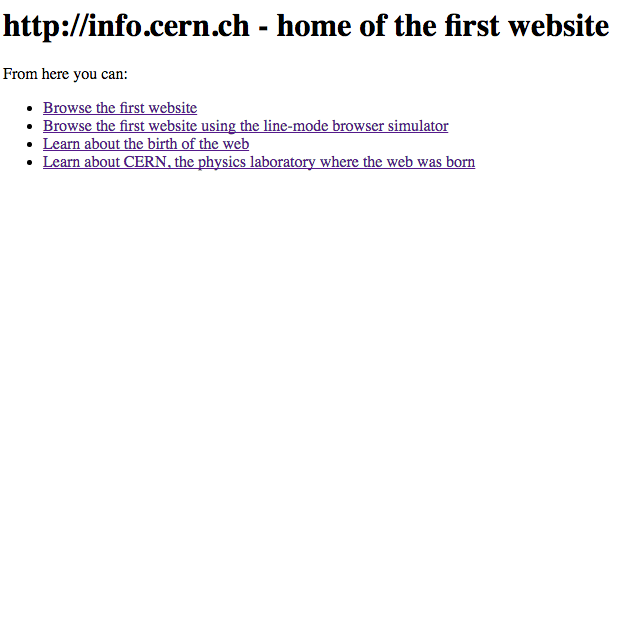 http://info.cern.ch - home of the first website
From here you can:
Browse the first website
Browse the first website using the line-mode browser simulator
Learn about the birth of the web
Learn about CERN, the physics laboratory where the web was born